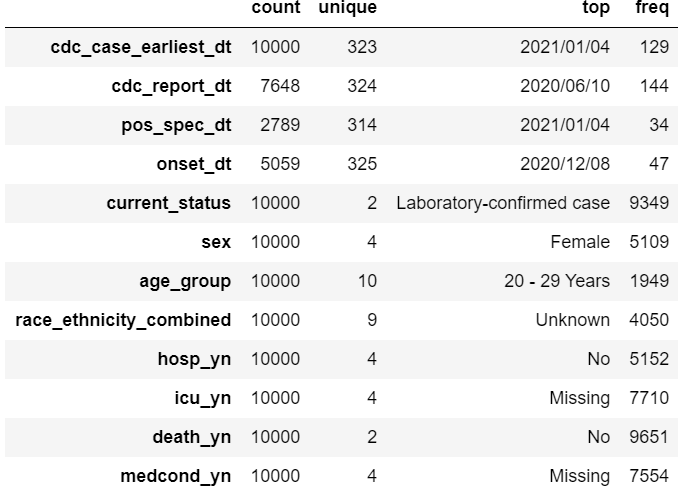 count unique top freq
cdc_case_earliest_dt 10000 323 2021/01/04 129
cdc_report_dt 7648 324 2020/06/10 144
pos_spec_dt 2789 314 2021/01/04 34
onset_dt 5059 325 2020/12/08 47
current_status 10000 2 Laboratory-confirmed case 9349
sex 10000 4 Female 5109
age_group 10000 10 20 - 29 Years 1949
race_ethnicity_combined 10000 9 Unknown 4050
hosp_yn 10000 4 No 5152
icu_yn 10000 4 Missing 7710
death_yn 10000 2 No 9651
medcond_yn 10000 4 Missing 7554